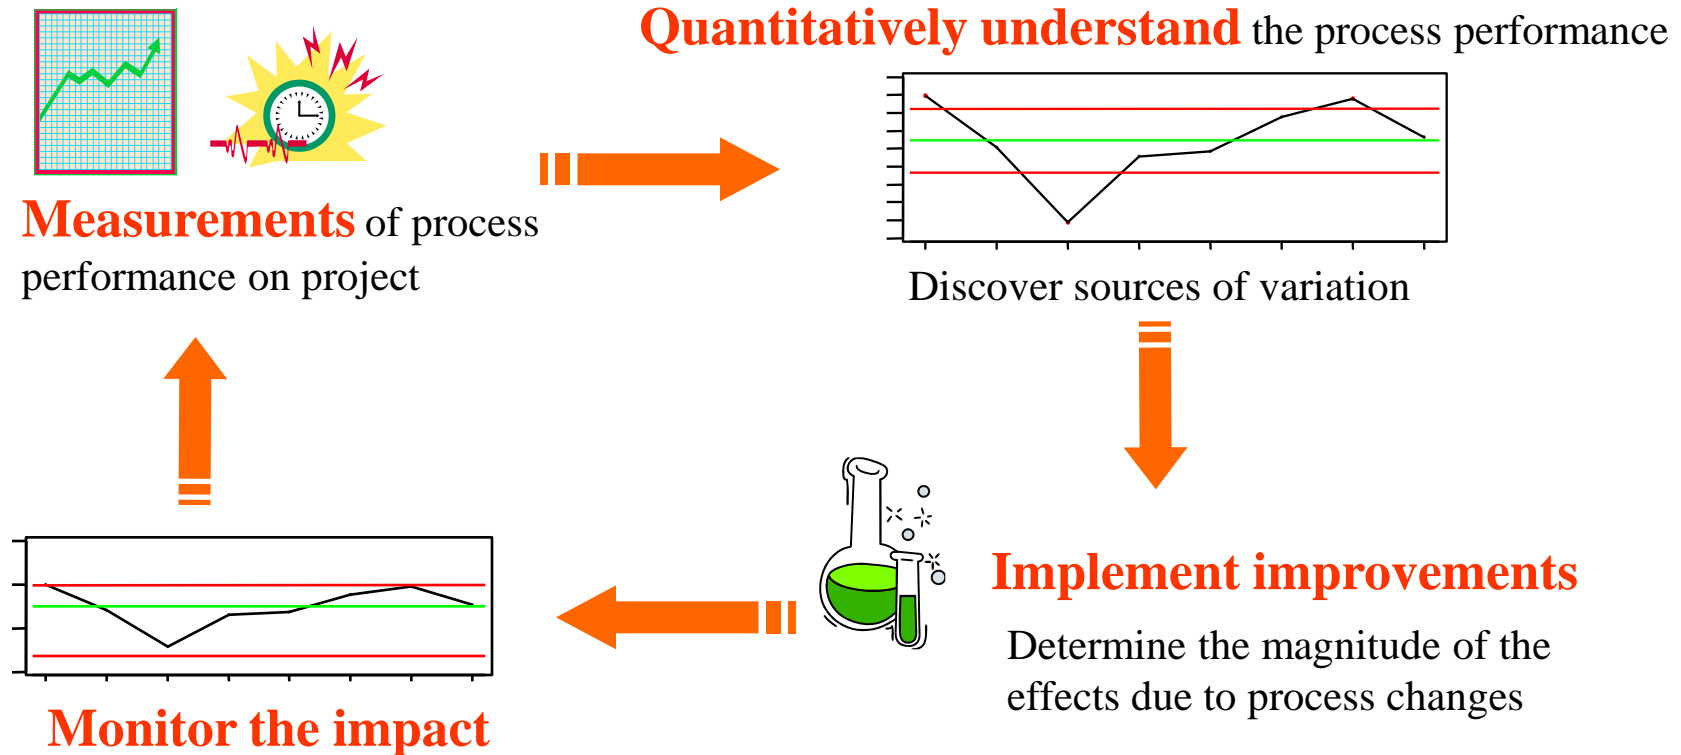 Quantitatively understand the process performance
Measurements of process
performance on project
Discover sources of variation
Implement improvements
Determine the magnitude of the
effects due to process changes
Monitor the impact